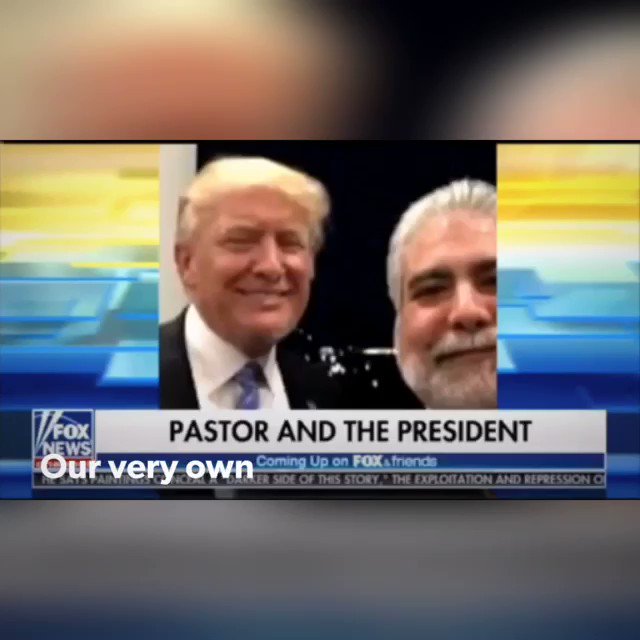 PASTOR AND THE PRESIDENT
FOX
NEWS
Coming Up on FOX & friends
Our very own
DARKER SIDE OF THIS STORY," THE EXPLOITATION AND REPRESSION O